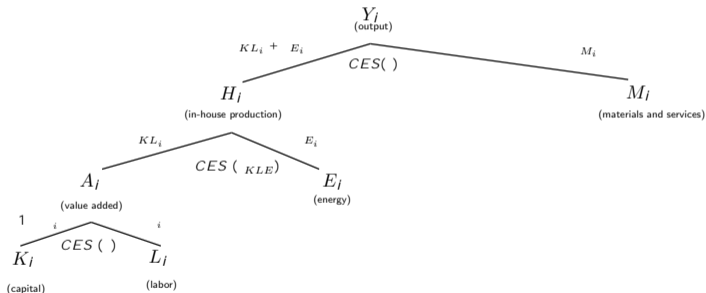 Y_i
(output)
KL_i + E_i
M_i
CES( )
H_i
(in-house production)
M_i
(materials and services)
KL_i
E_i
CES ( KLE)
A_i
(value added)
E_i
(energy)
1 i
i
CES ( )
K_i
L_i
(capital)
(labor)